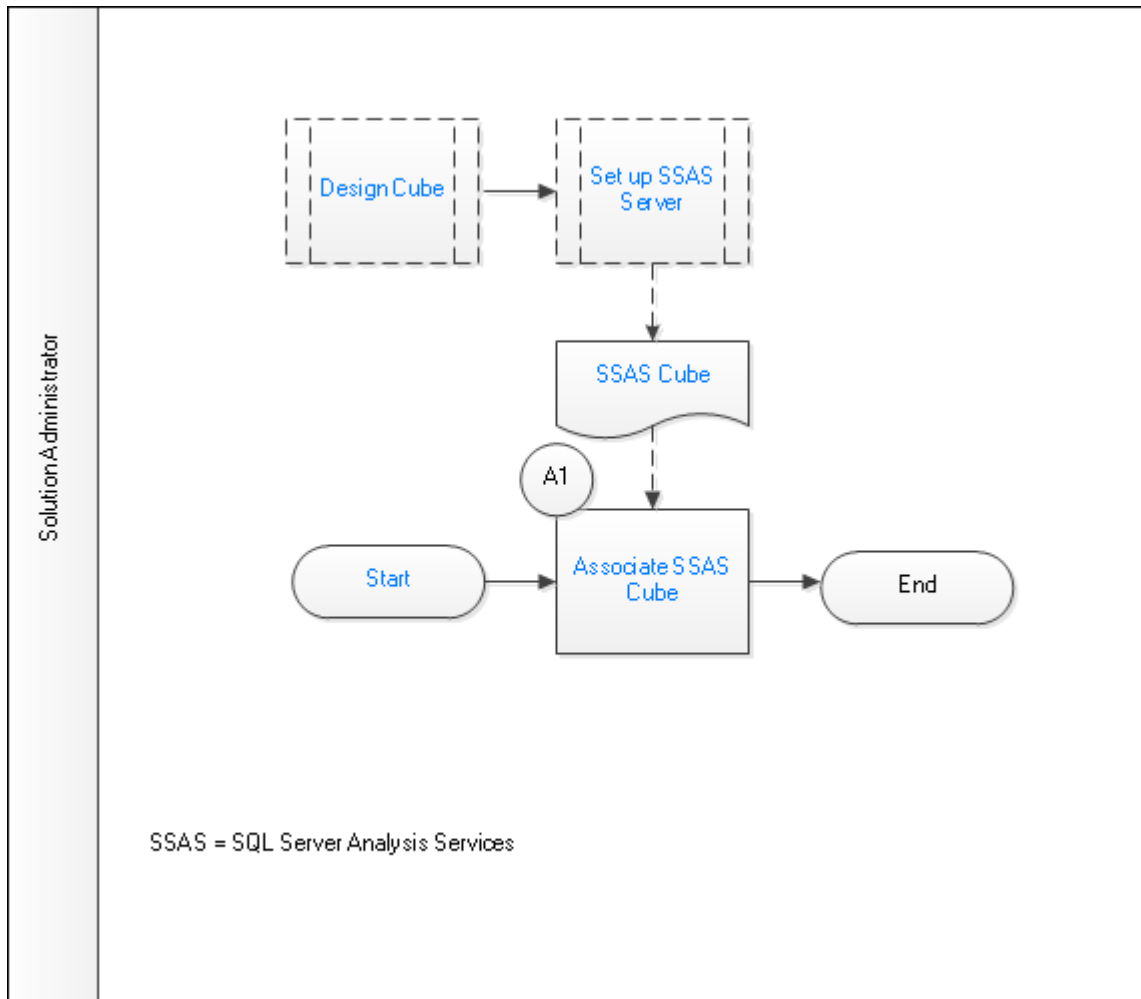 Solution Administrator
Design Cube
Set up SSAS
Server
SSAS Cube
A1
Start
Associate SSAS
Cube
End
SSAS = SQL Server Analysis Services